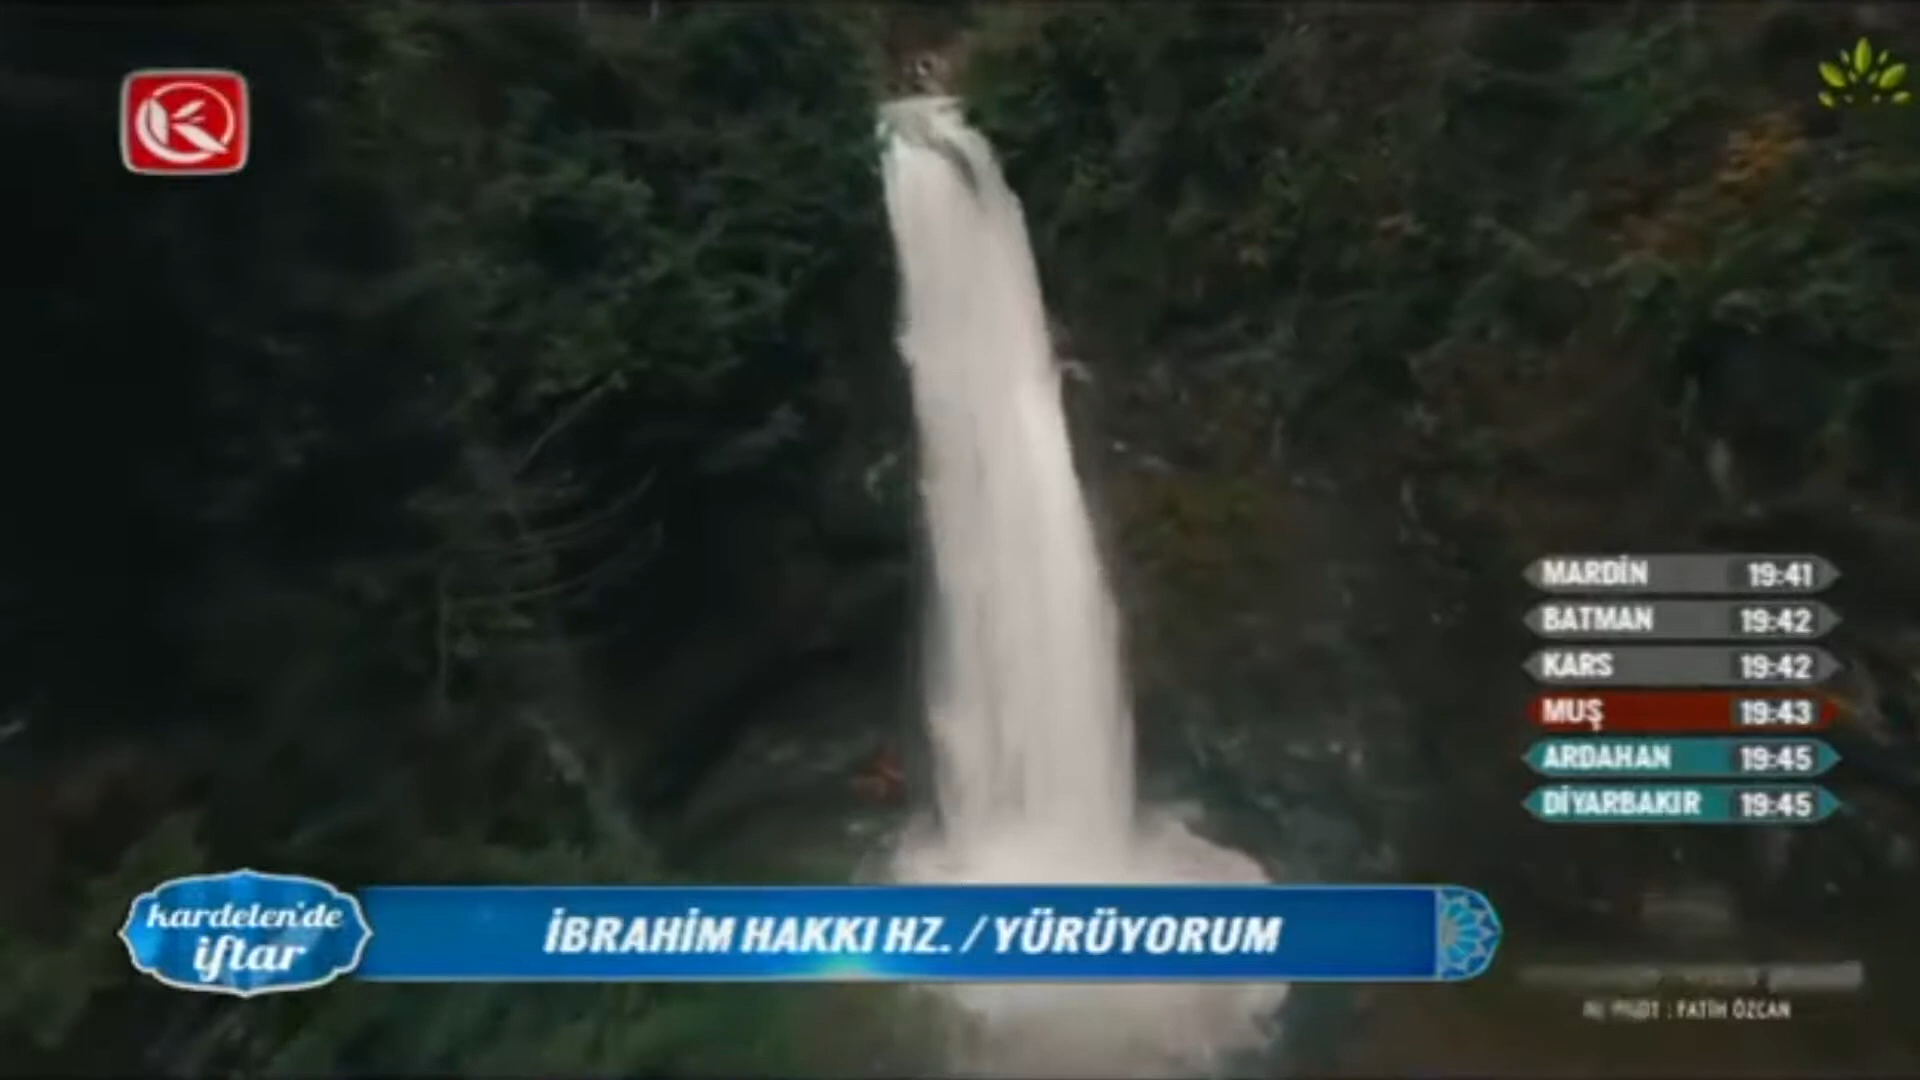 MARDİN 19:41
BATMAN 19:42
KARS 19:42
MUŞ 19:43
ARDAHAN 19:45
DİYARBAKIR 19:45
kardelen'de
iftar
İBRAHİM HAKKI HZ. / YÜRÜYORUM
: FATİH ÖZCAN